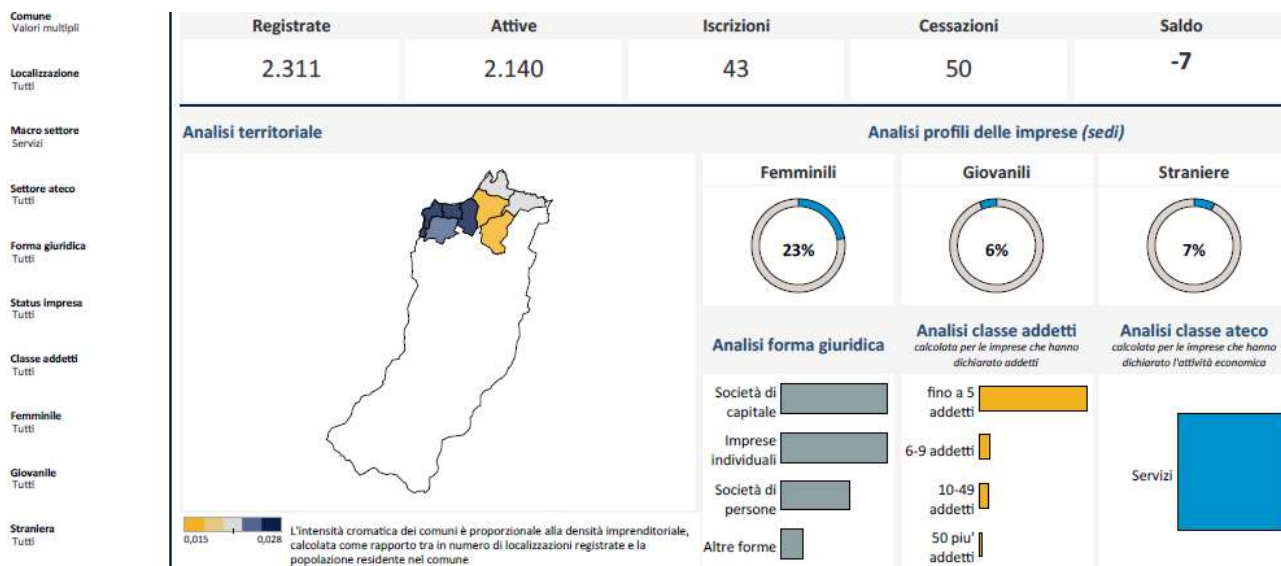 Comune
Valori multipli
Localizzazione
Tutti
Macro settore
Servizi
Settore ateco
Tutti
Forma giuridica
Tutti
Status impresa
Tutti
Classe addetti
Tutti
Femminile
Tutti
Giovanile
Tutti
Straniera
Tutti
Registrate Attive Iscrizioni Cessazioni Saldo
2.311 2.140 43 50 -7
Analisi territoriale
0,015 0,028
L'intensità cromatica dei comuni è proporzionale alla densità imprenditoriale,
calcolata come rapporto tra in numero di localizzazioni registrate e la
popolazione residente nel comune
Analisi profili delle imprese (sedi)
Femminili Giovanili Straniere
23% 6% 7%
Analisi forma giuridica
Società di
capitale
Imprese
individuali
Società di
persone
Altre forme
Analisi classe addetti
calcolata per le imprese che hanno
dichiarato addetti
fino a 5
addetti
6-9 addetti
10-49
addetti
50 piu'
addetti
Analisi classe ateco
calcolata per le imprese che hanno
dichiarato l'attività economica
Servizi